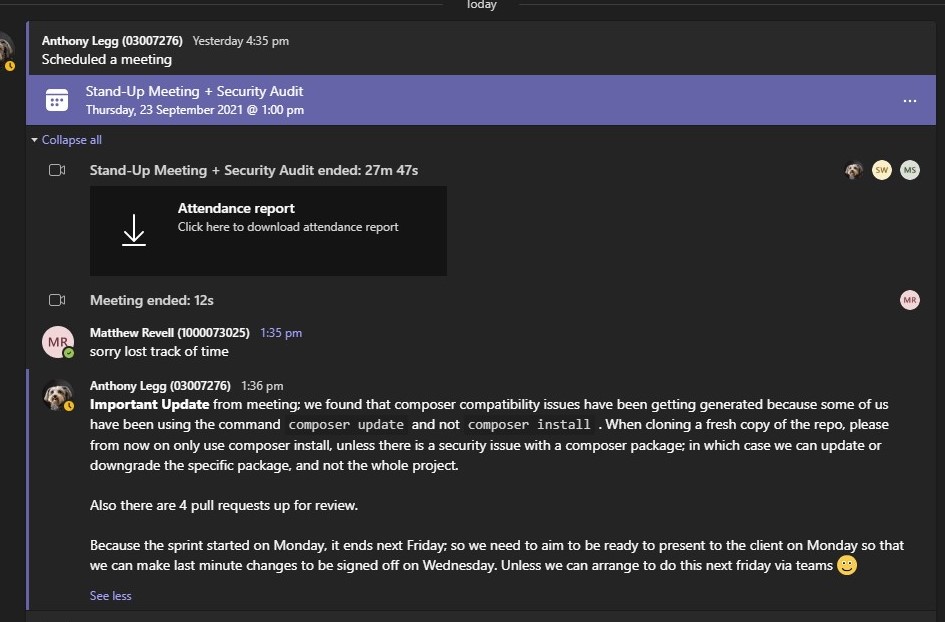 Today
Anthony Legg (03007276) Yesterday 4:35 pm
Scheduled a meeting
Stand-Up Meeting + Security Audit
Thursday, 23 September 2021 @ 1:00 pm
...
Collapse all
Stand-Up Meeting + Security Audit ended: 27m 47s
SW MS
Attendance report
Click here to download attendance report
Meeting ended: 12s
MR
MR
Matthew Revell (1000073025) 1:35 pm
sorry lost track of time
Anthony Legg (03007276) 1:36 pm
Important Update from meeting; we found that composer compatibility issues have been getting generated because some of us
have been using the command composer update and not composer install . When cloning a fresh copy of the repo, please
from now on only use composer install, unless there is a security issue with a composer package; in which case we can update or
downgrade the specific package, and not the whole project.
Also there are 4 pull requests up for review.
Because the sprint started on Monday, it ends next Friday; so we need to aim to be ready to present to the client on Monday so that
we can make last minute changes to be signed off on Wednesday. Unless we can arrange to do this next friday via teams 🙂
See less